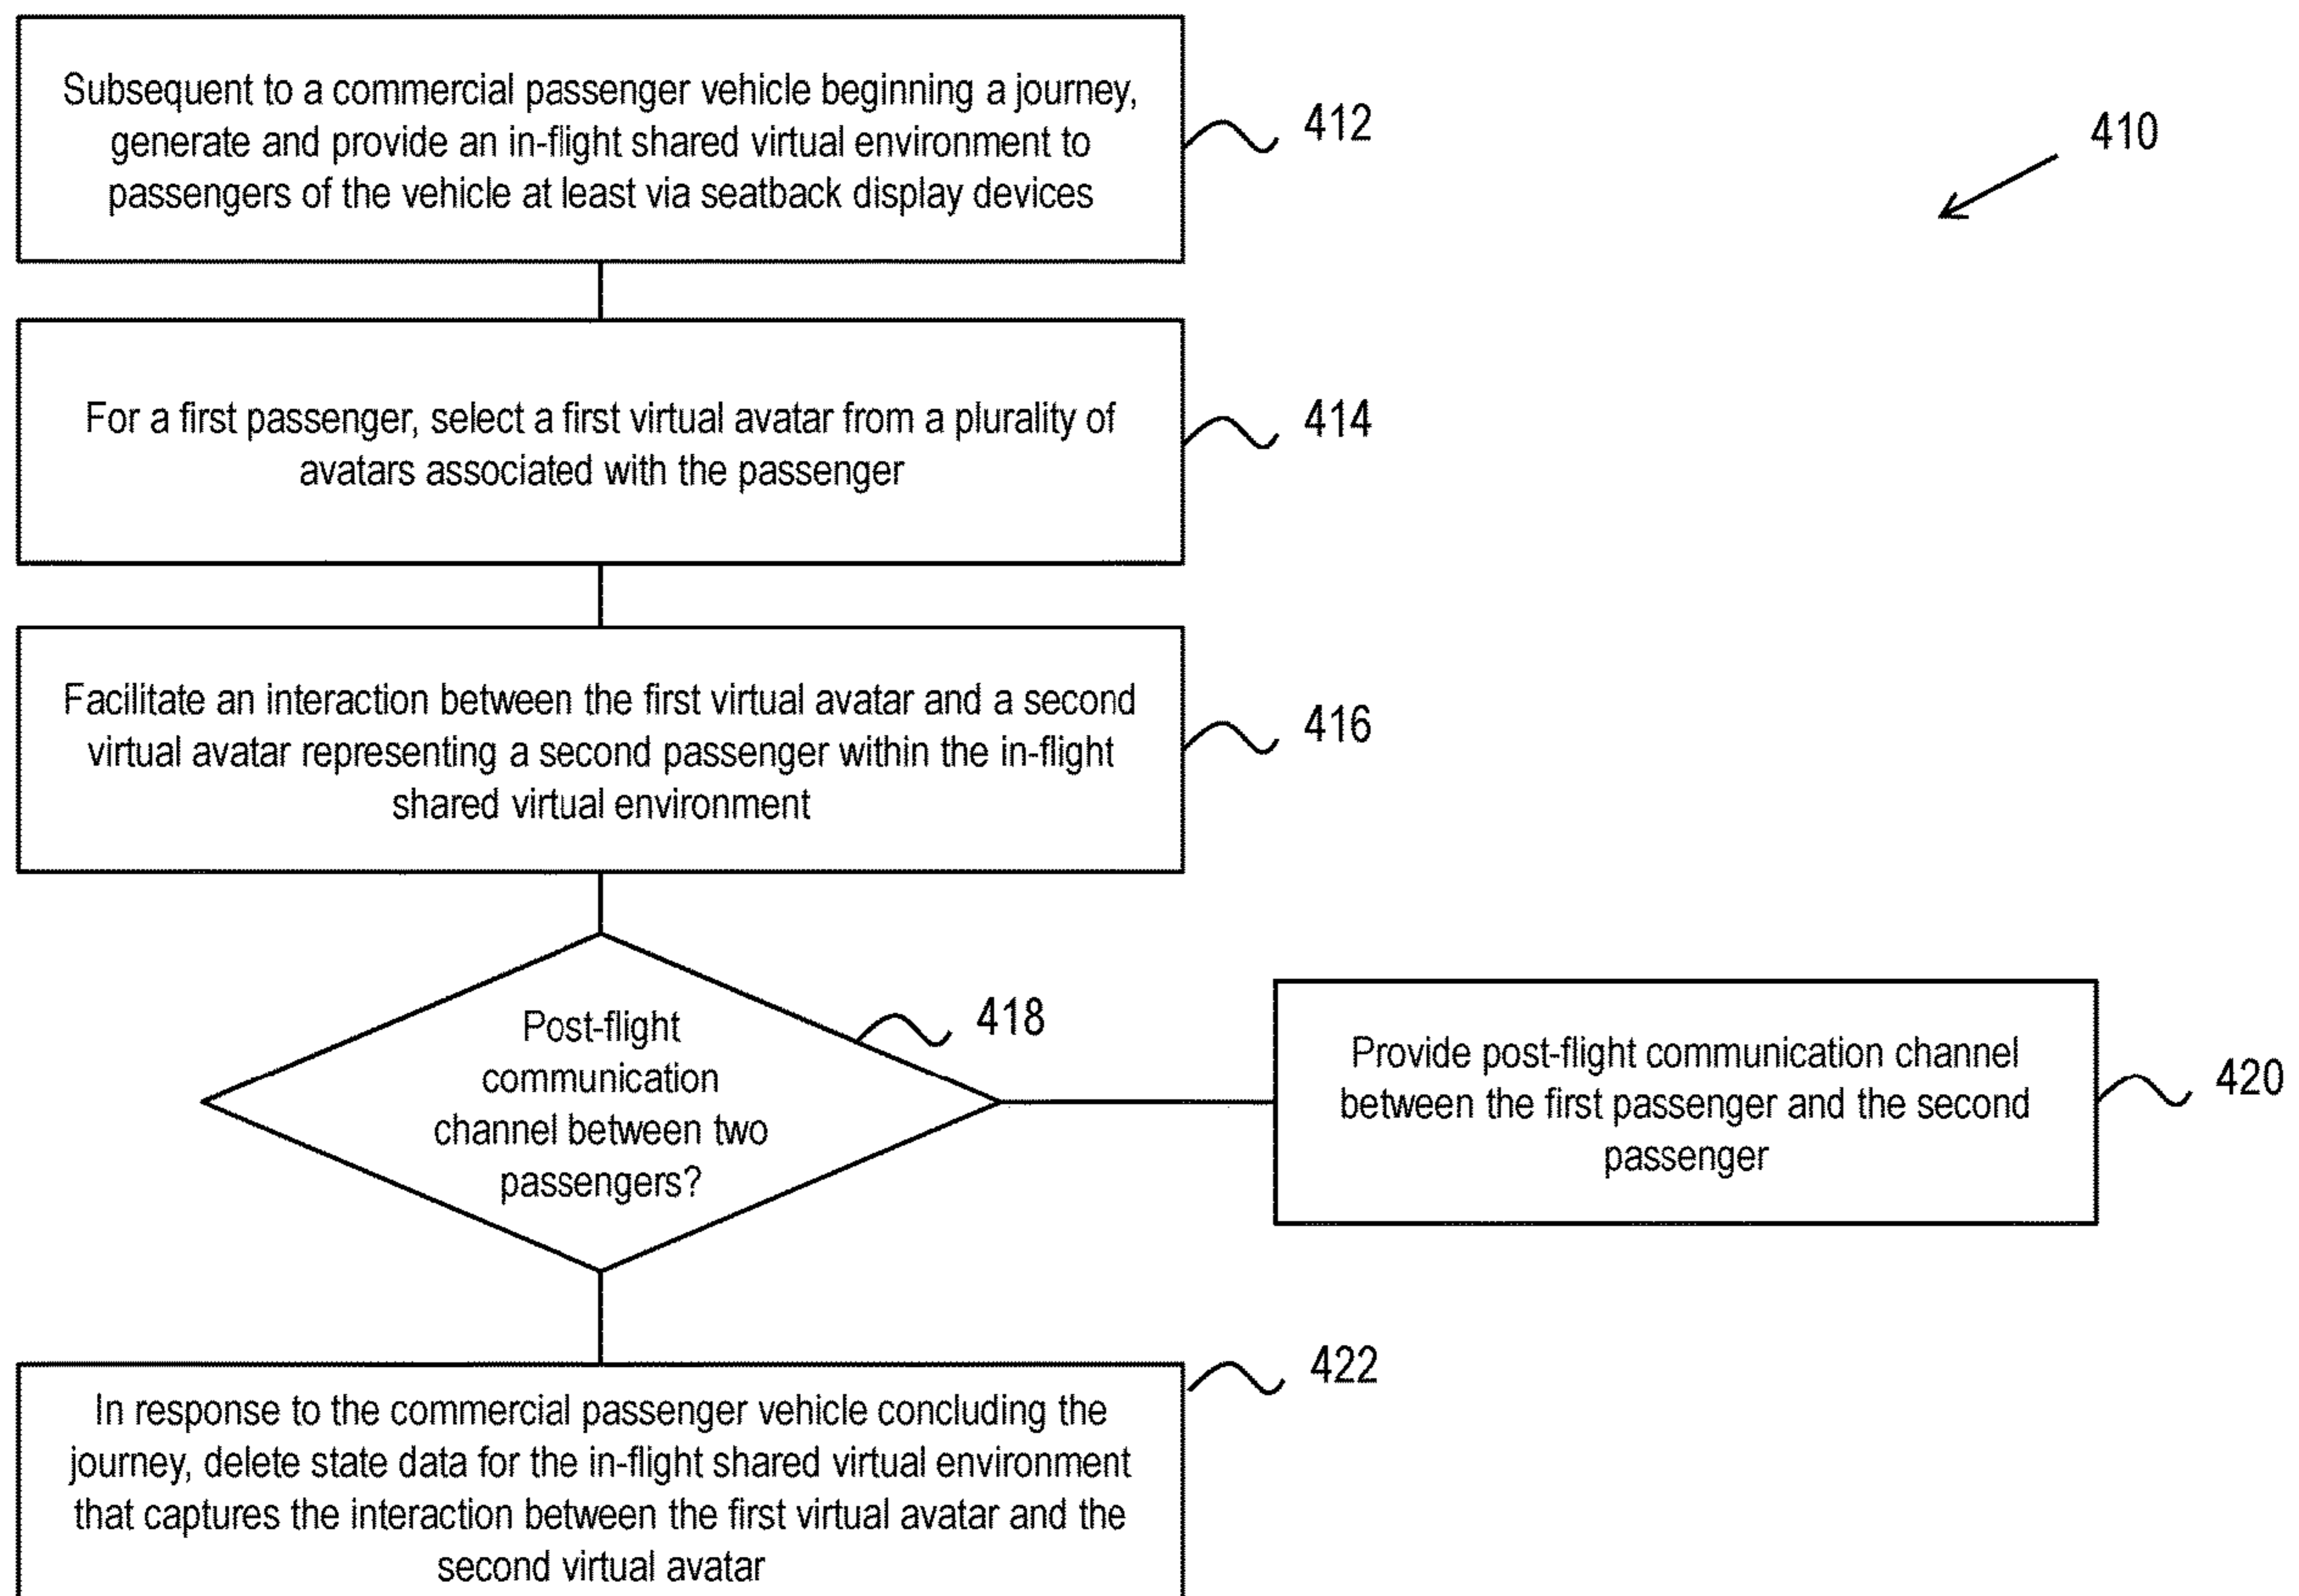 Subsequent to a commercial passenger vehicle beginning a journey,
generate and provide an in-flight shared virtual environment to
passengers of the vehicle at least via seatback display devices
412
410
For a first passenger, select a first virtual avatar from a plurality of
avatars associated with the passenger
414
Facilitate an interaction between the first virtual avatar and a second
virtual avatar representing a second passenger within the in-flight
shared virtual environment
416
Post-flight
communication
channel between two
passengers?
418
Provide post-flight communication channel
between the first passenger and the second
passenger
420
In response to the commercial passenger vehicle concluding the
journey, delete state data for the in-flight shared virtual environment
that captures the interaction between the first virtual avatar and the
second virtual avatar
422